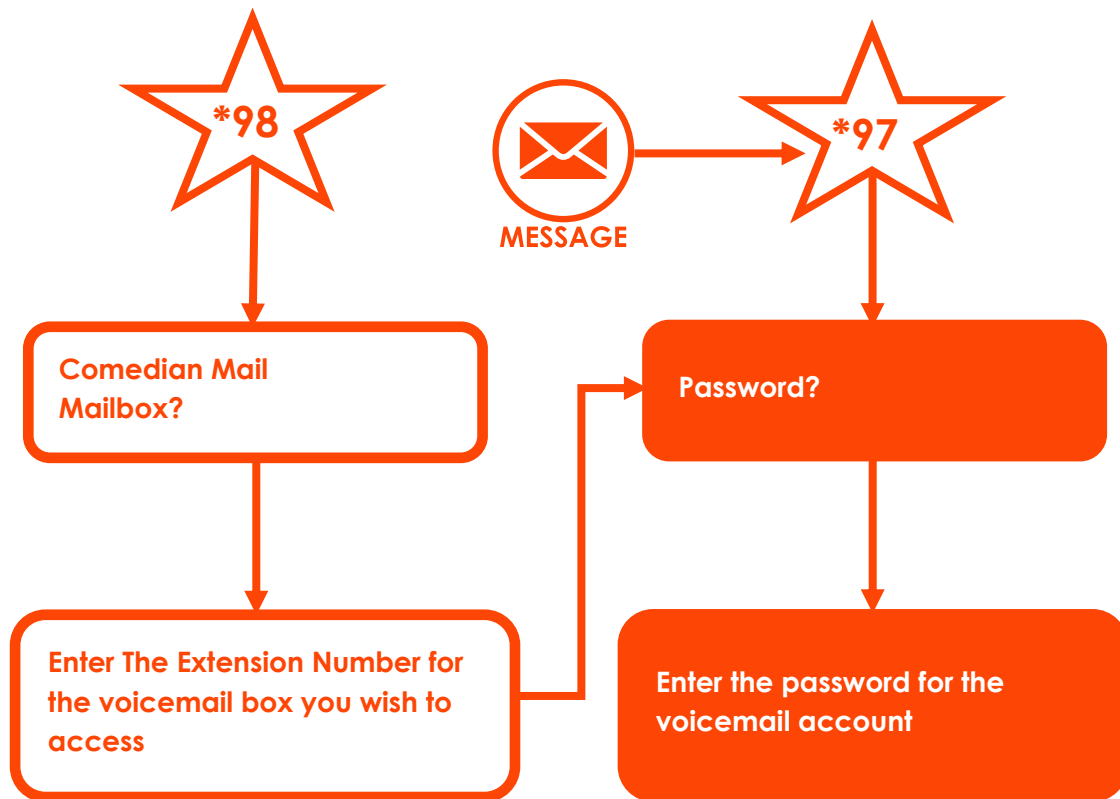 *98
*97
MESSAGE
Comedian Mail
Mailbox?
Password?
Enter The Extension Number for
the voicemail box you wish to
access
Enter the password for the
voicemail account